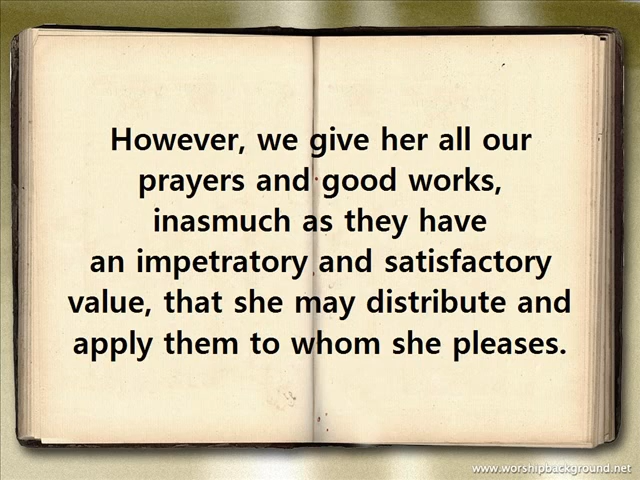 However, we give her all our
prayers and good works,
inasmuch as they have
an impetratory and satisfactory
value, that she may distribute and
apply them to whom she pleases.
www.worshipbackground.net